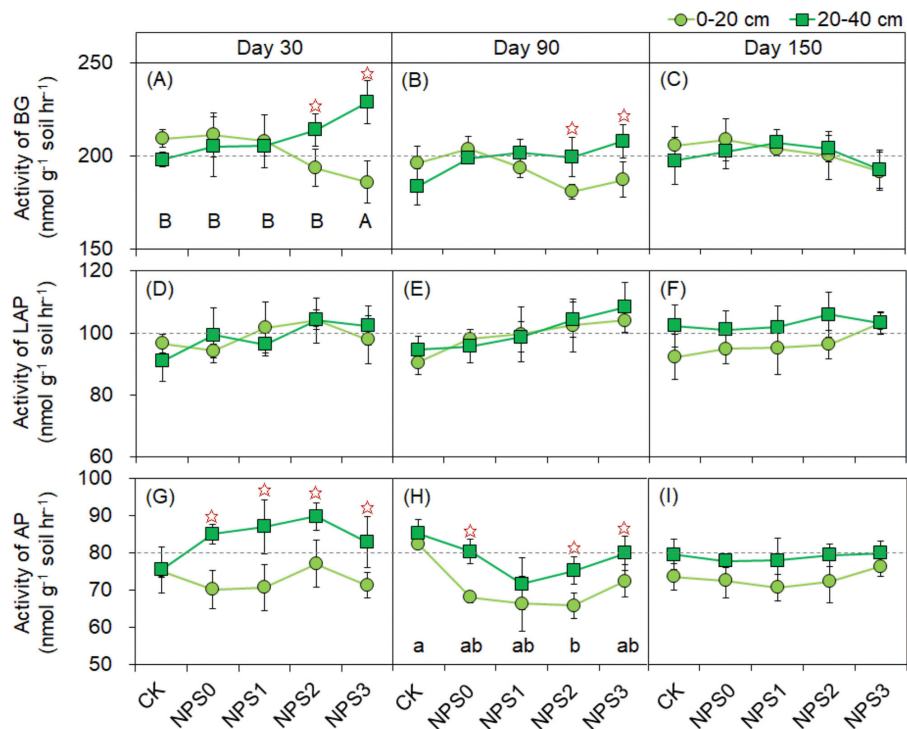 0-20 cm 20-40 cm
Day 30 Day 90 Day 150
Activity of BG
(nmol g⁻¹ soil hr⁻¹)
250
200
150
(A) (B) (C)
B B B B A
Activity of LAP
(nmol g⁻¹ soil hr⁻¹)
120
100
80
60
(D) (E) (F)
Activity of AP
(nmol g⁻¹ soil hr⁻¹)
100
90
80
70
60
50
(G) (H) (I)
a ab ab b ab
CK NPS0 NPS1 NPS2 NPS3 CK NPS0 NPS1 NPS2 NPS3 CK NPS0 NPS1 NPS2 NPS3